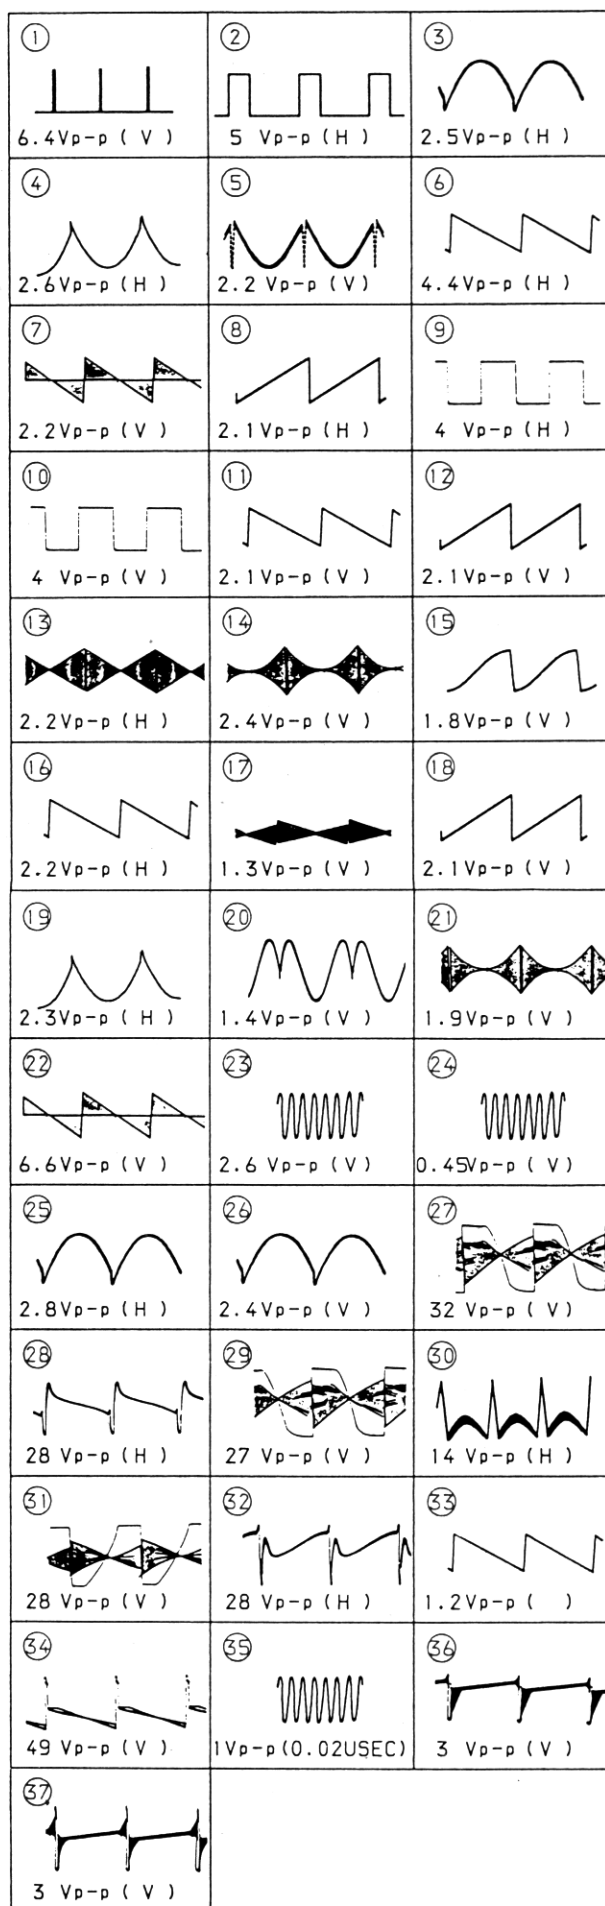 1 2 3
6.4Vp-p ( V ) 5 Vp-p (H) 2.5Vp-p (H)
4 5 6
2.6Vp-p (H) 2.2 Vp-p (V) 4.4Vp-p (H)
7 8 9
2.2Vp-p (V) 2.1Vp-p (H) 4 Vp-p (H)
10 11 12
4 Vp-p (V) 2.1Vp-p (V) 2.1Vp-p (V)
13 14 15
2.2Vp-p (H) 2.4Vp-p (V) 1.8Vp-p (V)
16 17 18
2.2Vp-p (H) 1.3Vp-p (V) 2.1Vp-p (V)
19 20 21
2.3Vp-p ( H ) 1.4Vp-p (V) 1.9Vp-p (V)
22 23 24
6.6Vp-p (V) 2.6 Vp-p (V) 0.45Vp-p ( V )
25 26 27
2.8Vp-p (H) 2.4Vp-p (V) 32 Vp-p ( V )
28 29 30
28 Vp-p (H) 27 Vp-p ( V ) 14 Vp-p (H)
31 32 33
28 Vp-p ( V ) 28 Vp-p (H) 1.2Vp-p ( )
34 35 36
49 Vp-p ( V ) 1Vp-p(0.02USEC) 3 Vp-p (V)
37
3 Vp-p ( V )